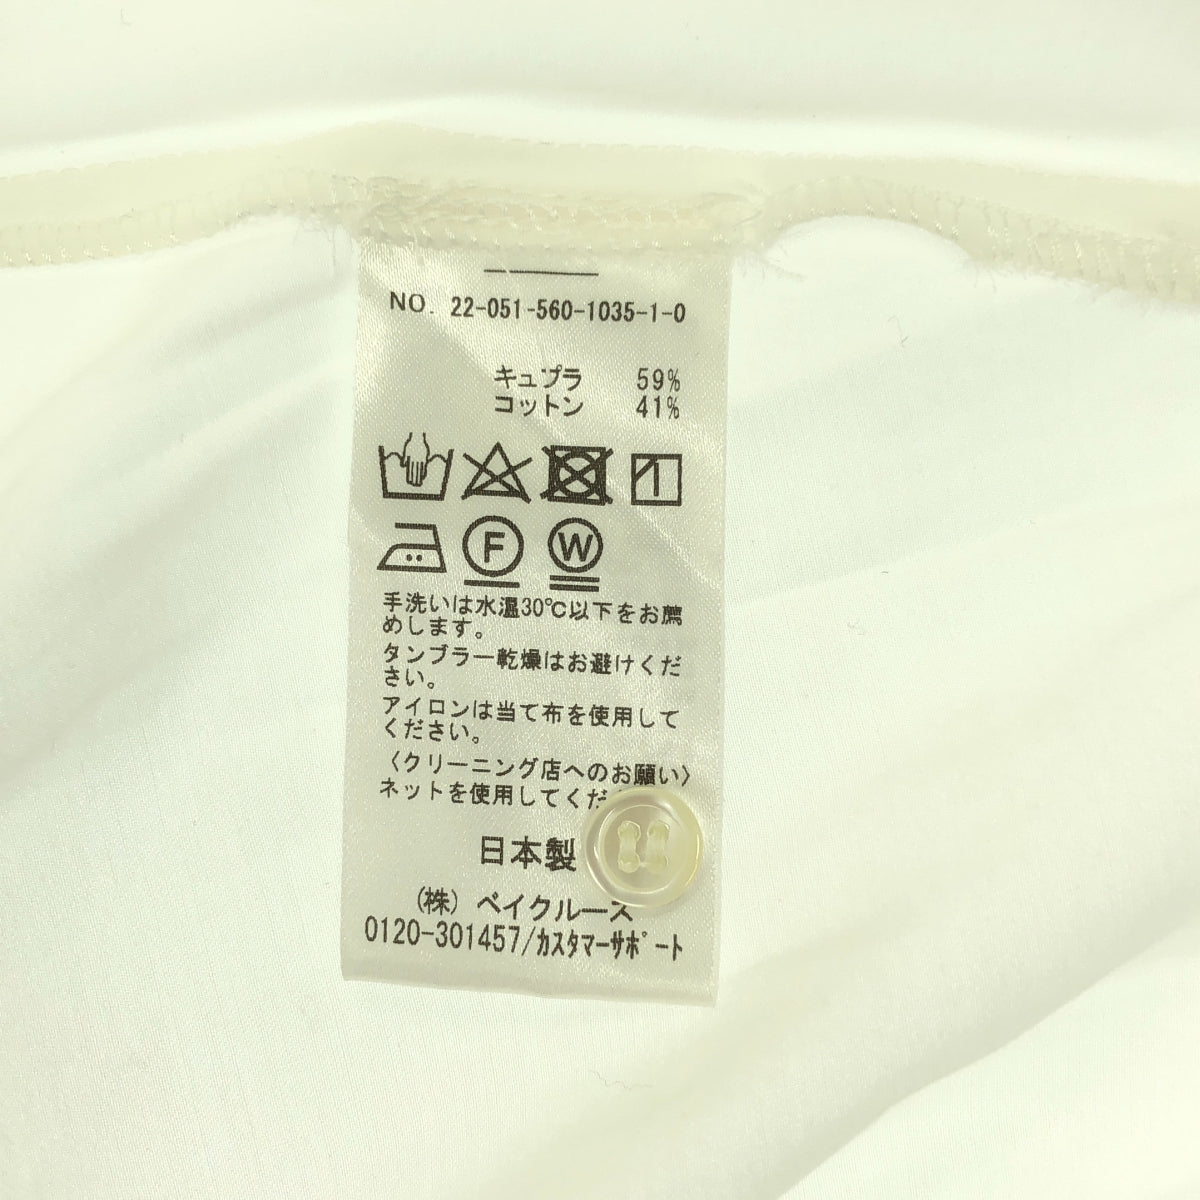 NO. 22-051-560-1035-1-0
キュプラ 59%
コットン 41%
F W
手洗いは水温30℃以下をお薦
めします。
タンブラー乾燥はお避けくだ
さい。
アイロンは当て布を使用して
ください。
〈クリーニング店へのお願い〉
ネットを使用してくだ
日本製
(株) ベイクルーズ
0120-301457/カスタマーサポート